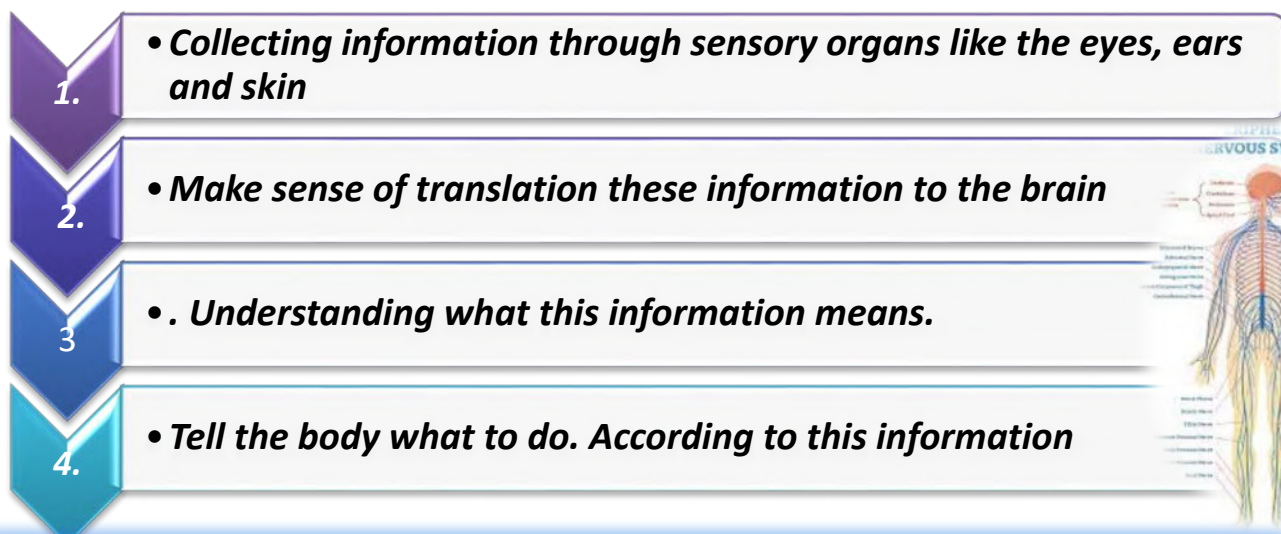 1.
• Collecting information through sensory organs like the eyes, ears
and skin
2.
• Make sense of translation these information to the brain
3
• . Understanding what this information means.
4.
• Tell the body what to do. According to this information